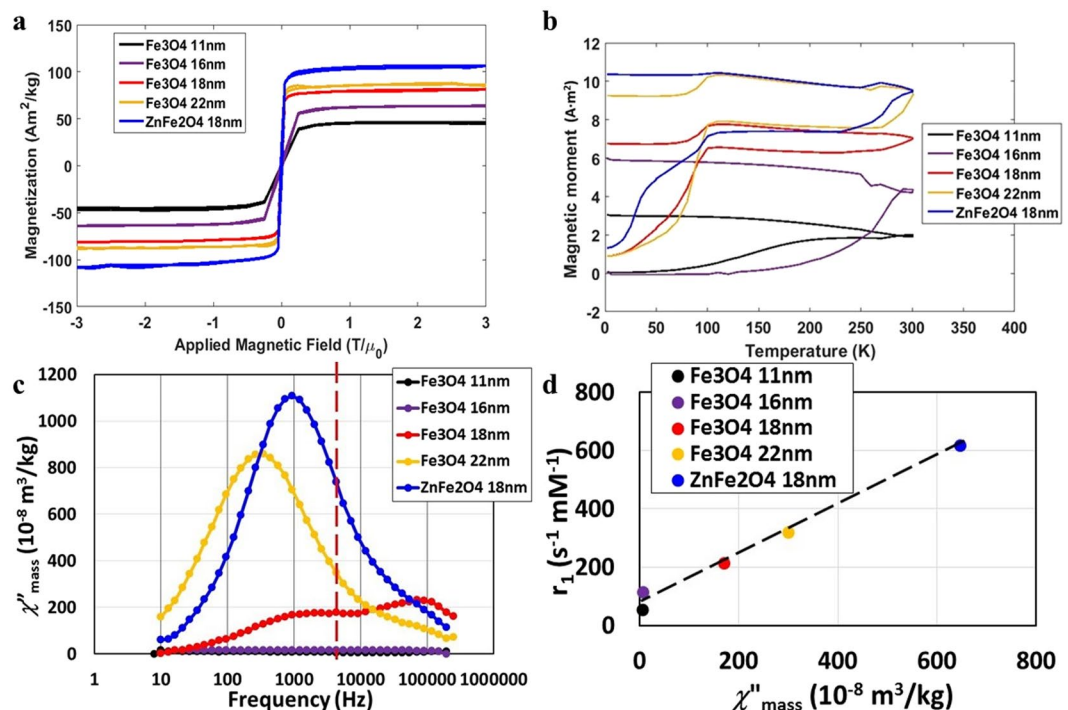 a
Magnetization (Am²/kg)
150
100
50
0
-50
-100
-150
-3
-2
-1
0
1
2
3
Applied Magnetic Field (T/μ₀)
Fe3O4 11nm
Fe3O4 16nm
Fe3O4 18nm
Fe3O4 22nm
ZnFe2O4 18nm
b
Magnetic moment (A·m²)
12
10
8
6
4
2
0
-2
0
50
100
150
200
250
300
350
400
Temperature (K)
Fe3O4 11nm
Fe3O4 16nm
Fe3O4 18nm
Fe3O4 22nm
ZnFe2O4 18nm
c
χ''mass (10⁻⁸ m³/kg)
1200
1000
800
600
400
200
0
1
10
100
1000
10000
100000
1000000
Frequency (Hz)
Fe3O4 11nm
Fe3O4 16nm
Fe3O4 18nm
Fe3O4 22nm
ZnFe2O4 18nm
d
r₁ (s⁻¹ mM⁻¹)
800
600
400
200
0
0
200
400
600
800
χ"mass (10⁻⁸ m³/kg)
Fe3O4 11nm
Fe3O4 16nm
Fe3O4 18nm
Fe3O4 22nm
ZnFe2O4 18nm